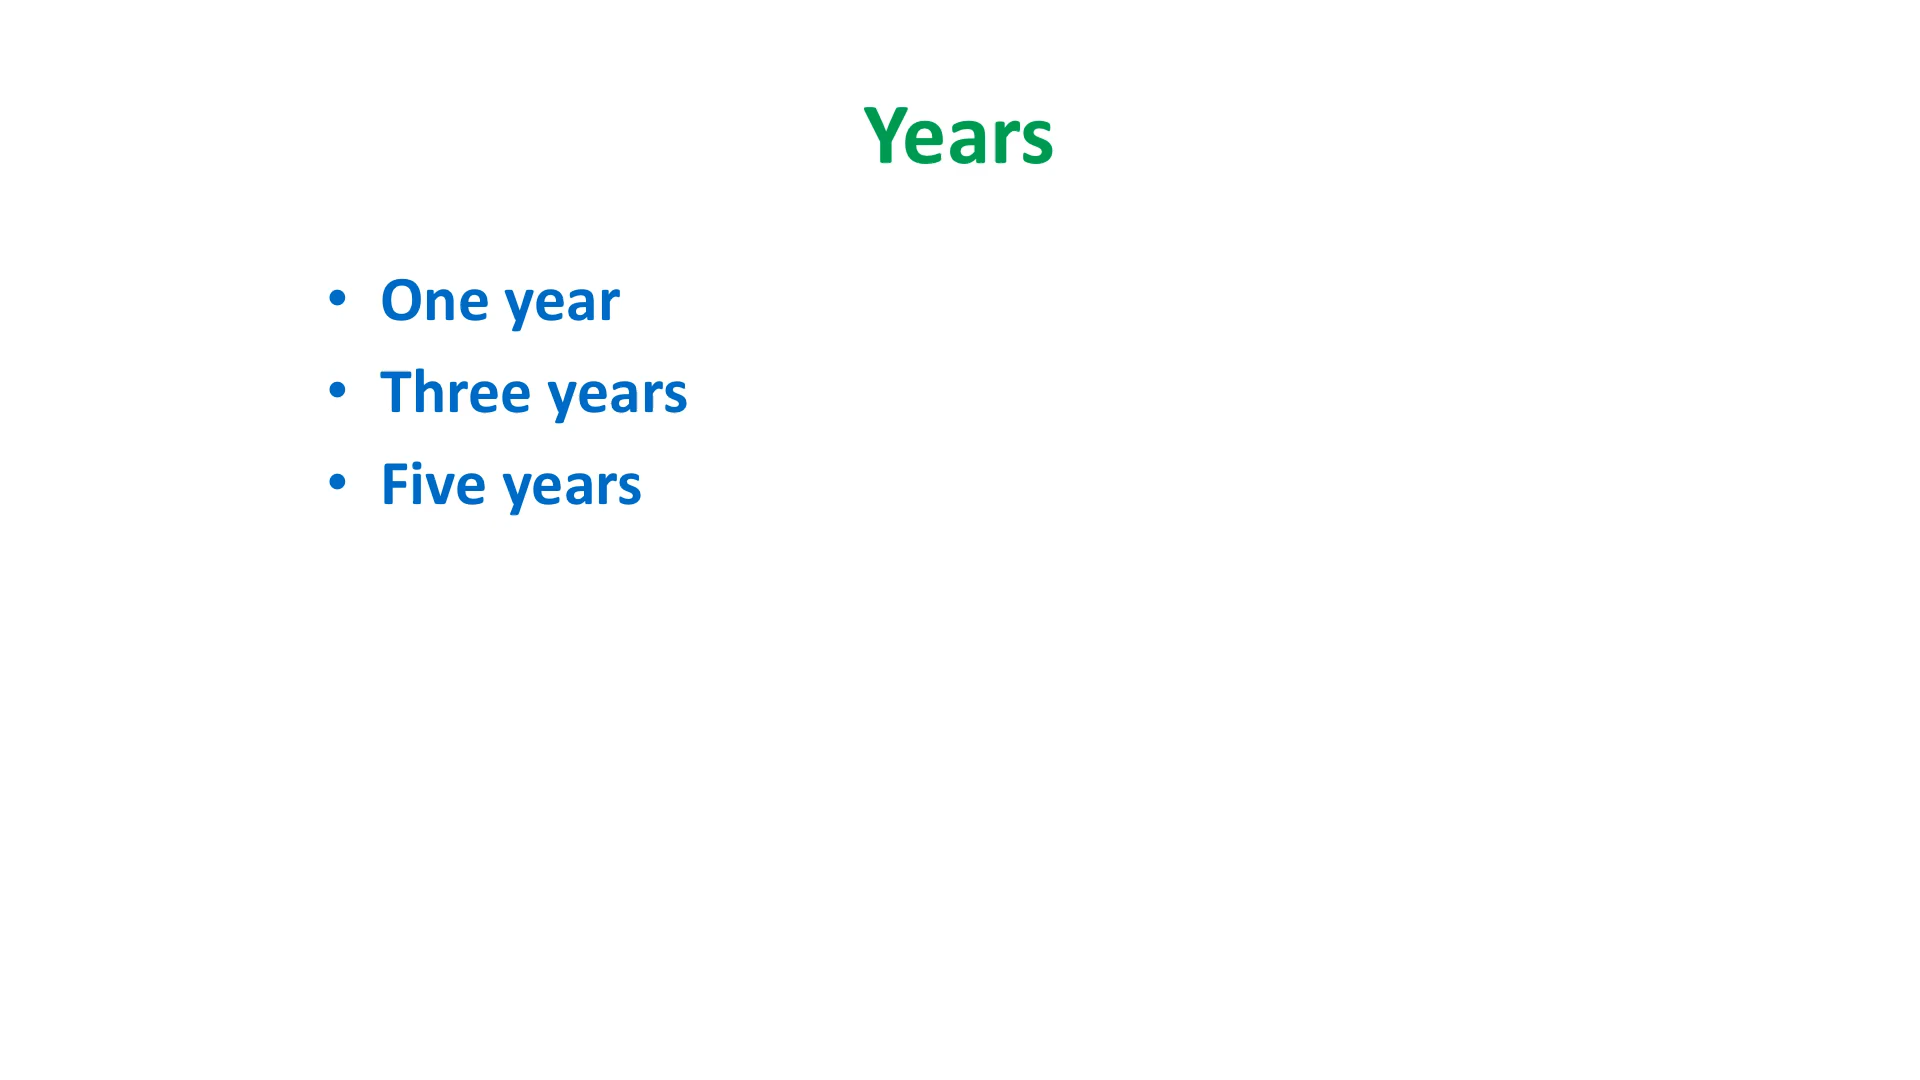 Years
• One year
• Three years
• Five years